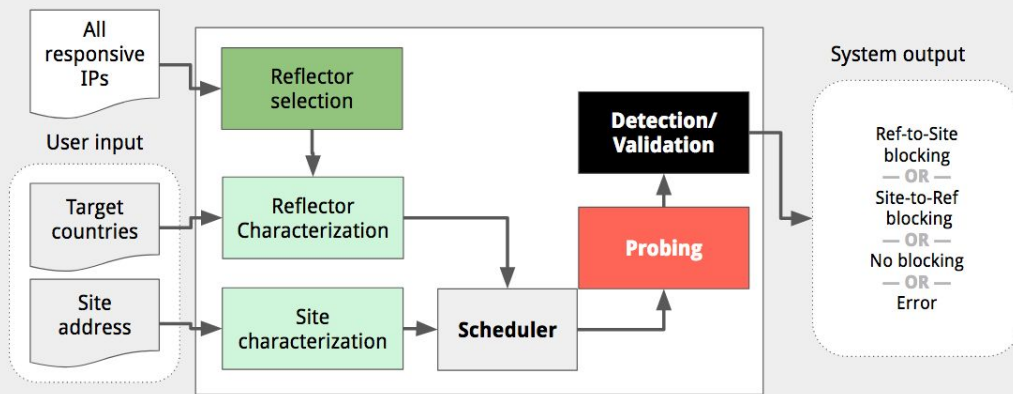 All
responsive
IPs
User input
Target
countries
Site
address
Reflector
selection
Reflector
Characterization
Site
characterization
Scheduler
Probing
Detection/
Validation
System output
Ref-to-Site
blocking
— OR —
Site-to-Ref
blocking
— OR —
No blocking
— OR —
Error